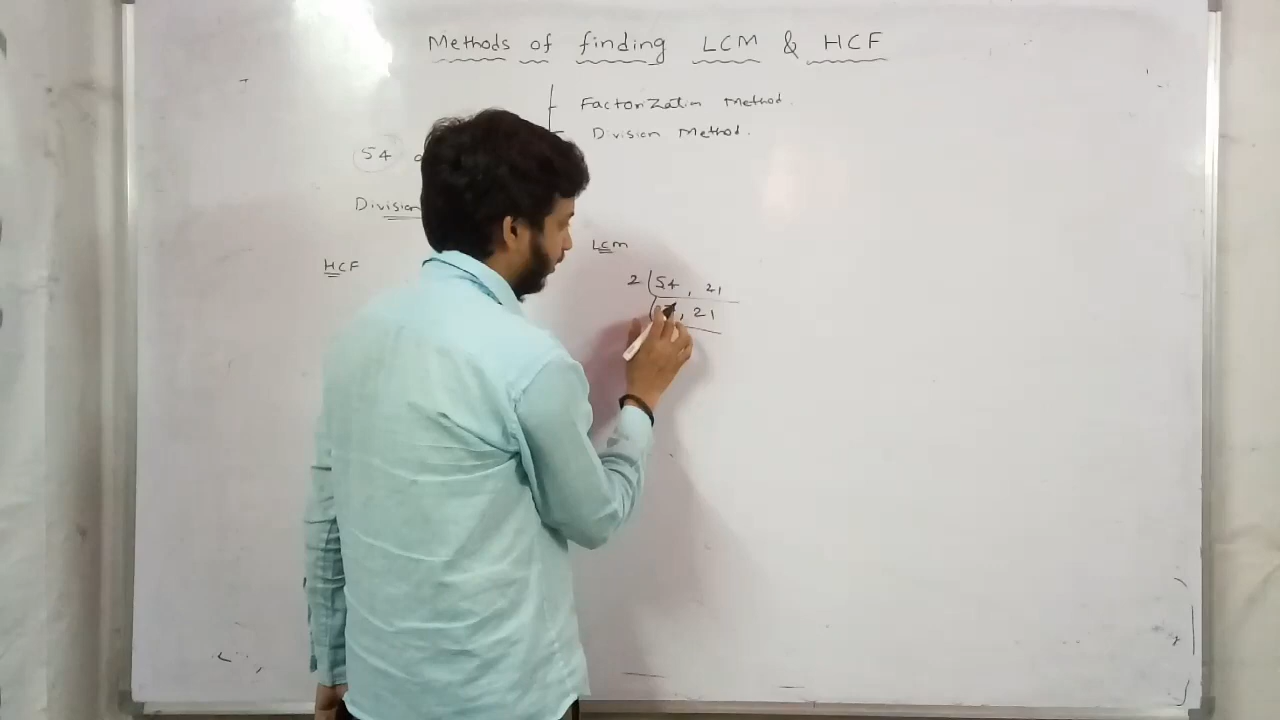 Methods of finding LCM & HCF
Factorization Method.
Division Method.
54
Division
LCM
HCF
2 54, 21
, 21